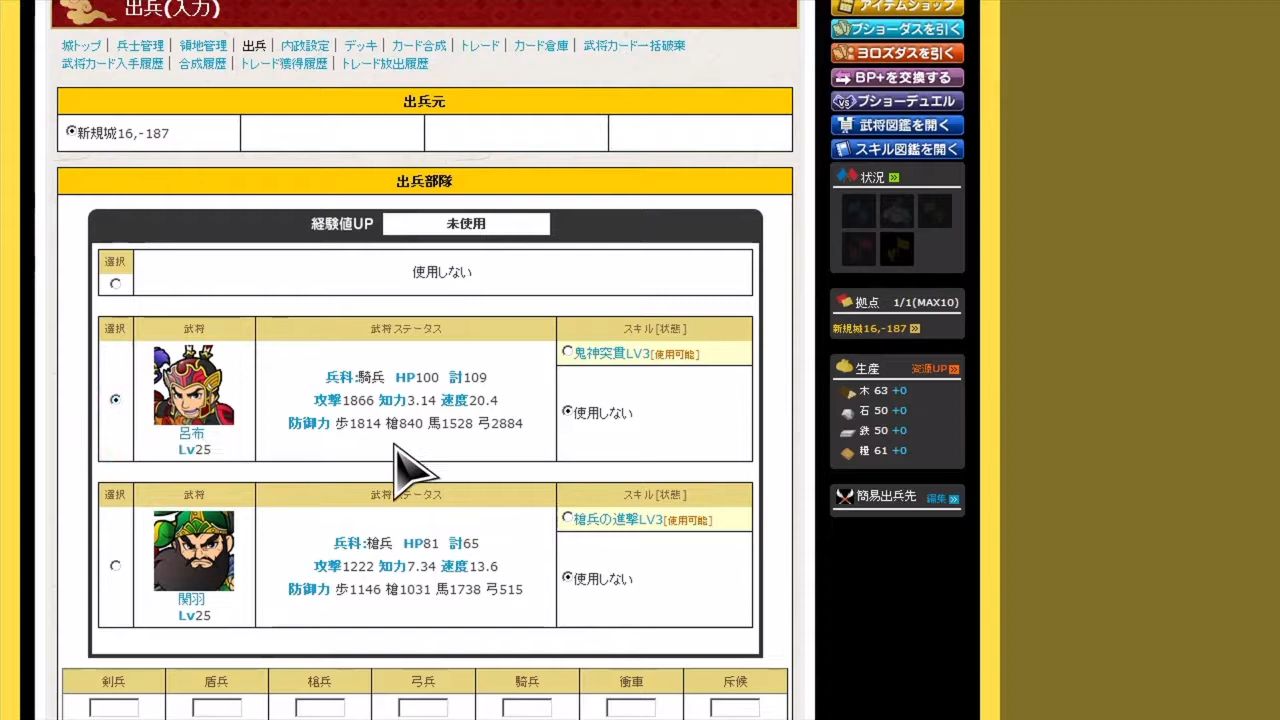 出兵(入力)
城トップ 兵士管理 領地管理 出兵 内政設定 デッキ カード合成 トレード カード倉庫 武将カード一括破棄
武将カード入手履歴 合成履歴 トレード獲得履歴 トレード放出履歴
出兵元
新規城16,-187
出兵部隊
経験値UP 未使用
選択
使用しない
選択 武将 武将ステータス スキル[状態]
鬼神突貫LV3[使用可能]
兵科:騎兵 HP100 討109
攻撃1866 知力3.14 速度20.4
使用しない
防御力 歩1814 槍840 馬1528 弓2884
呂布
Lv25
選択 武将 武将ステータス スキル[状態]
槍兵の進撃LV3[使用可能]
兵科:槍兵 HP81 討65
攻撃1222 知力7.34 速度13.6
使用しない
防御力 歩1146 槍1031 馬1738 弓515
関羽
Lv25
剣兵 盾兵 槍兵 弓兵 騎兵 衝車 斥候
アイテムショップ
ブショーダスを引く
ヨロズダスを引く
BP+を交換する
VS ブショーデュエル
武将図鑑を開く
スキル図鑑を開く
状況
拠点 1/1(MAX10)
新規城16,-187
生産 資源UP
木 63 +0
石 50 +0
鉄 50 +0
糧 61 +0
簡易出兵先 編集